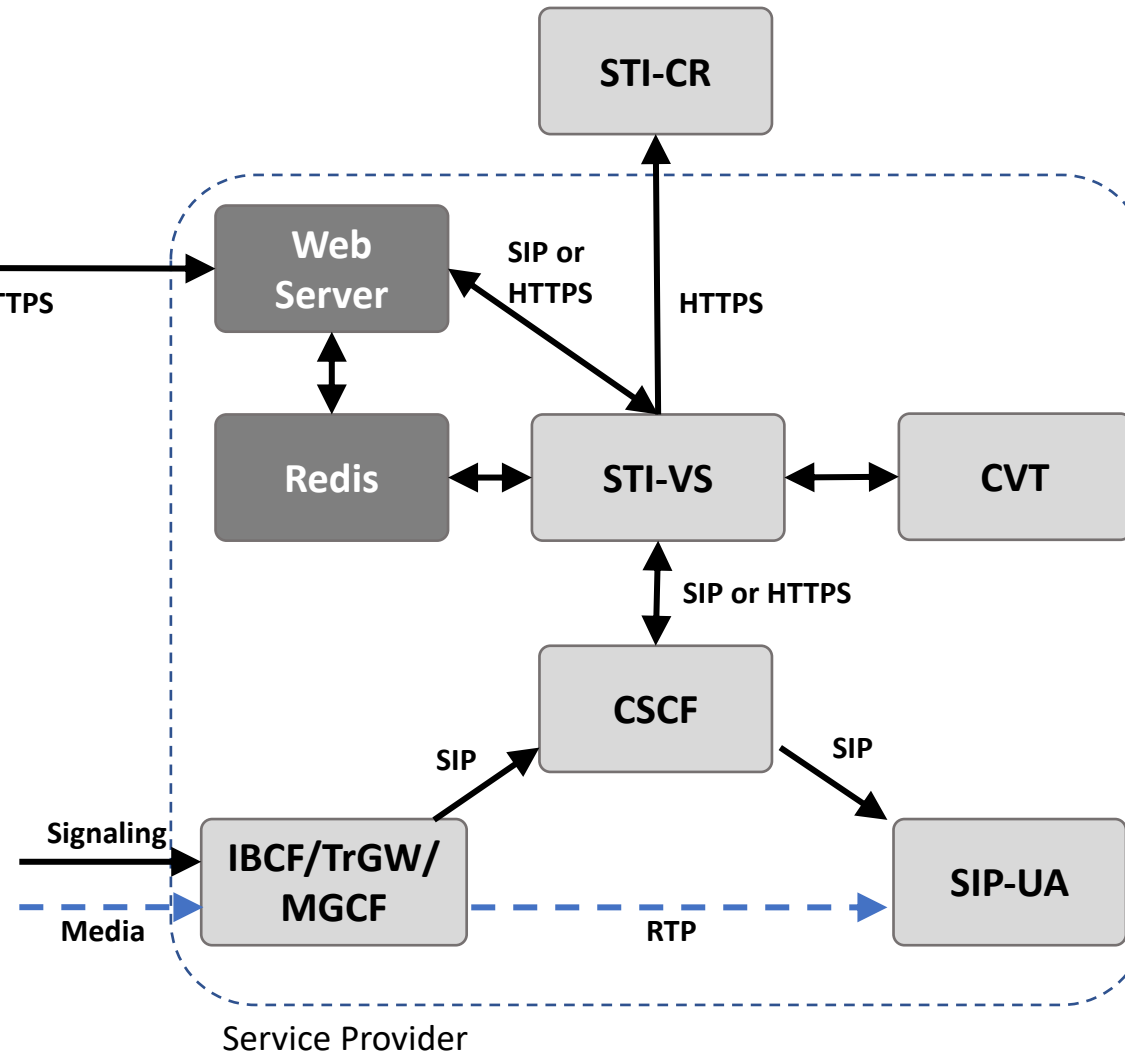 STI-CR
Web
Server
SIP or
HTTPS
HTTPS
TTPS
Redis
STI-VS
CVT
SIP or HTTPS
CSCF
SIP
SIP
Signaling
IBCF/TrGW/
MGCF
SIP-UA
Media
RTP
Service Provider